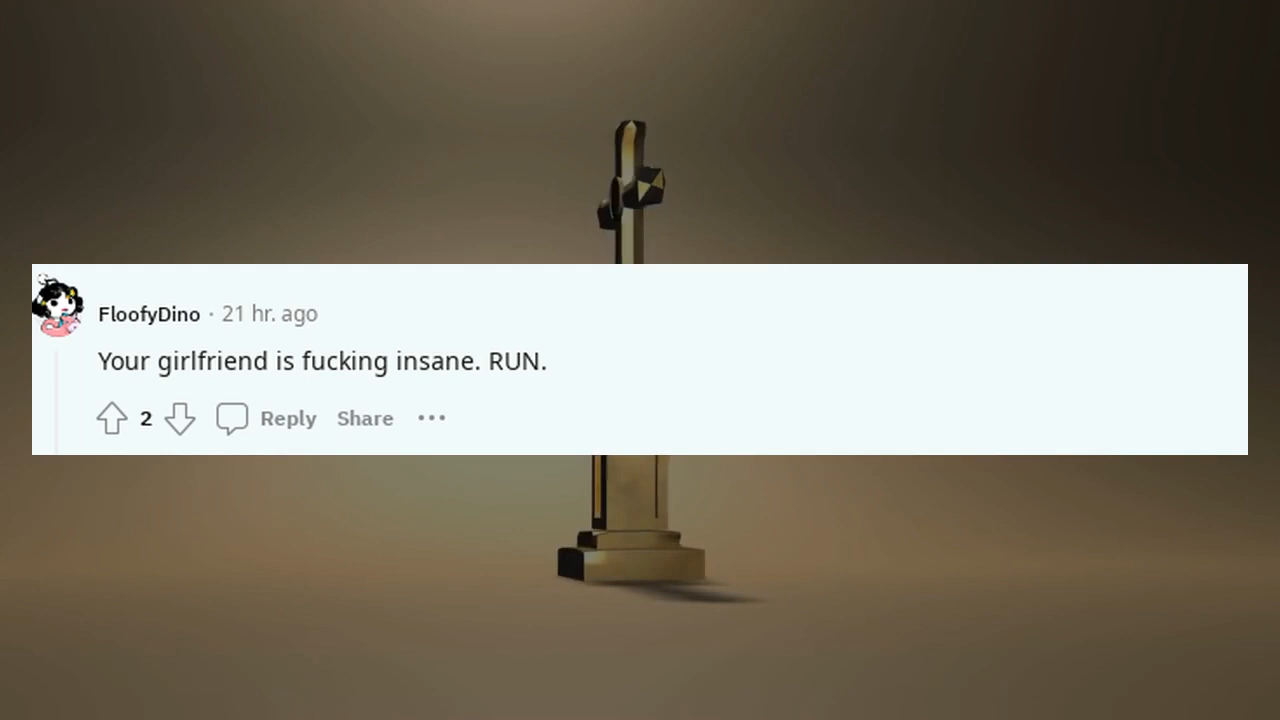 FloofyDino · 21 hr. ago
Your girlfriend is fucking insane. RUN.
2 Reply Share ...